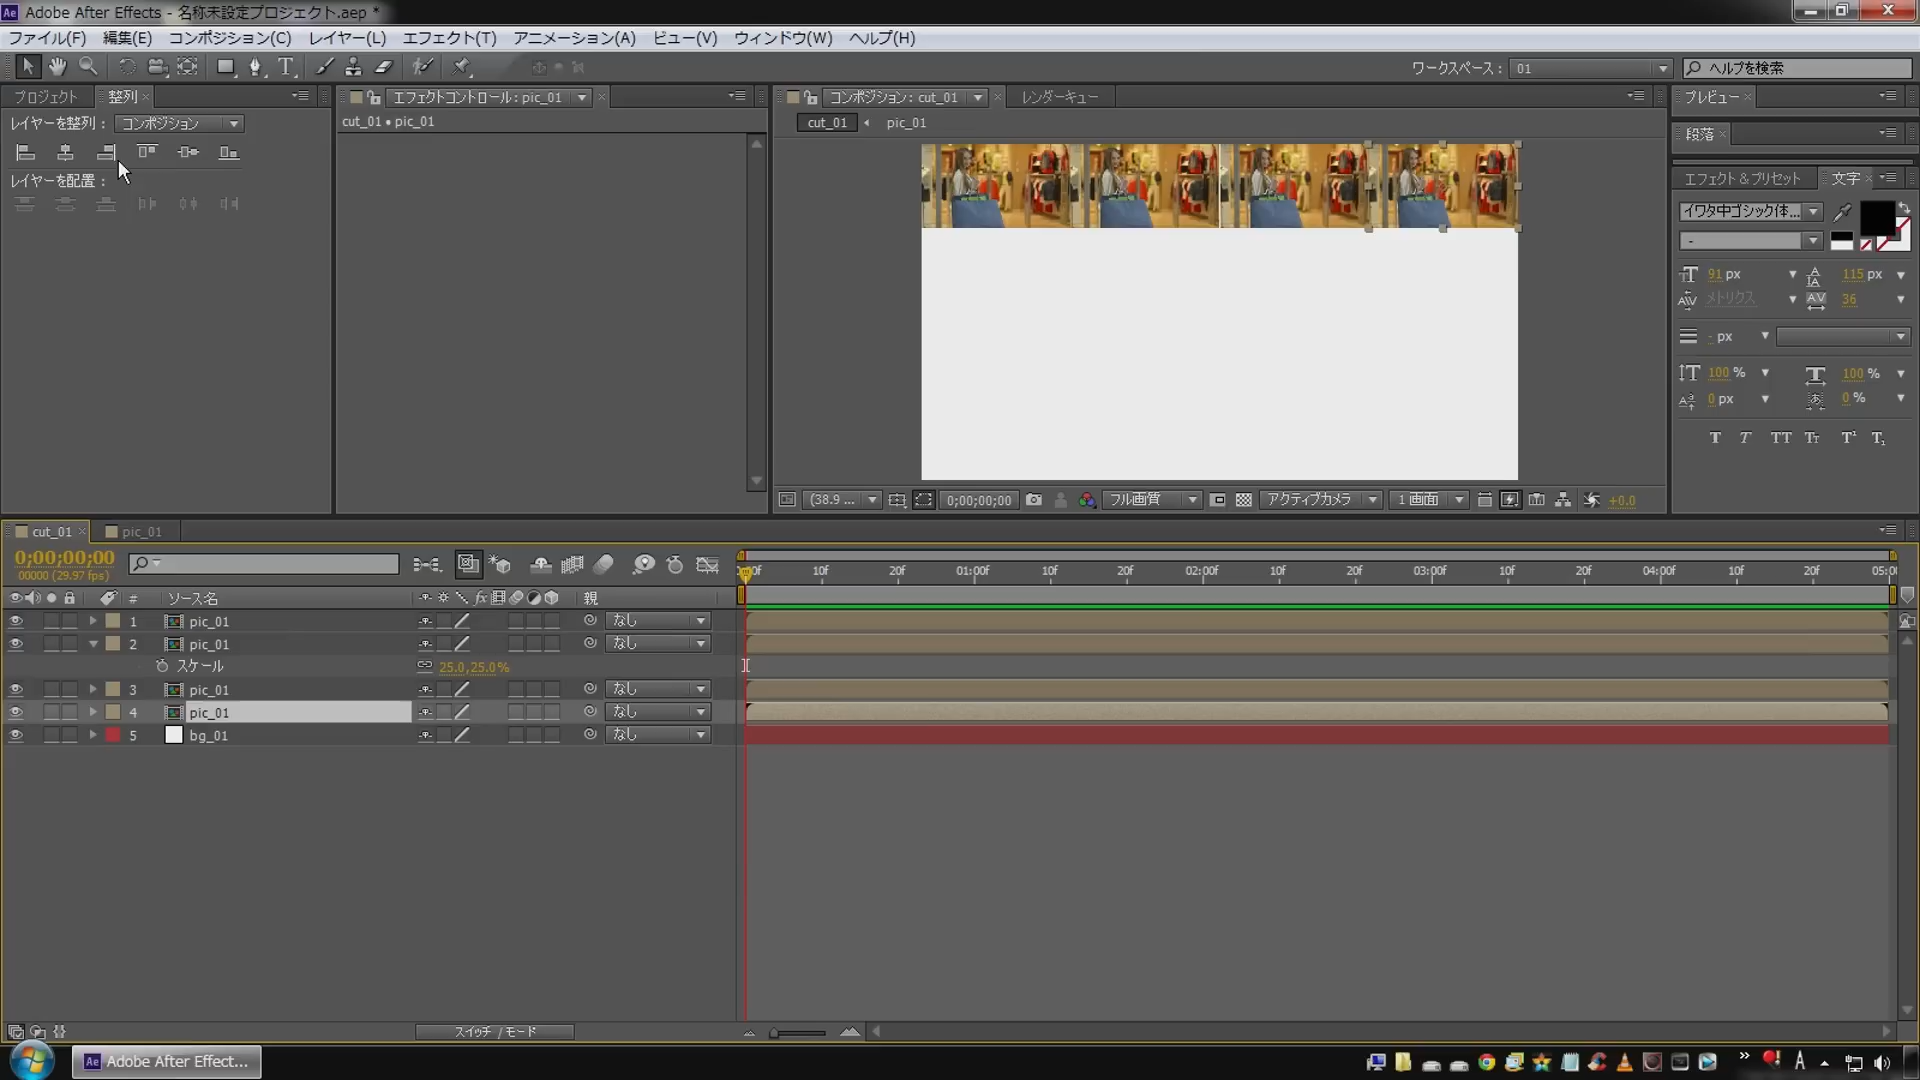 Adobe After Effects - 名称未設定プロジェクト.aep *
ファイル(F) 編集(E) コンポジション(C) レイヤー(L) エフェクト(T) アニメーション(A) ビュー(V) ウィンドウ(W) ヘルプ(H)
ワークスペース： 01 ヘルプを検索
プロジェクト 整列 エフェクトコントロール：pic_01 コンポジション：cut_01 レンダーキュー プレビュー
レイヤーを整列： コンポジション cut_01 • pic_01 cut_01 pic_01
段落
レイヤーを配置：
エフェクト＆プリセット 文字
イワタ中ゴシック体...
-
91 px 115 px
メトリクス 36
- px
100 % 100 %
0 px 0 %
T T TT Tt T¹ T₁
(38.9 ... 0;00;00;00 フル画質 アクティブカメラ 1 画面 +0.0
cut_01 pic_01
0;00;00;00
00000 (29.97 fps)
10f 20f 01:00f 10f 20f 02:00f 10f 20f 03:00f 10f 20f 04:00f 10f 20f 05:00
# ソース名 fx 親
1 pic_01 なし
2 pic_01 なし
スケール 25.0,25.0%
3 pic_01 なし
4 pic_01 なし
5 bg_01 なし
スイッチ / モード
Adobe After Effect...
A